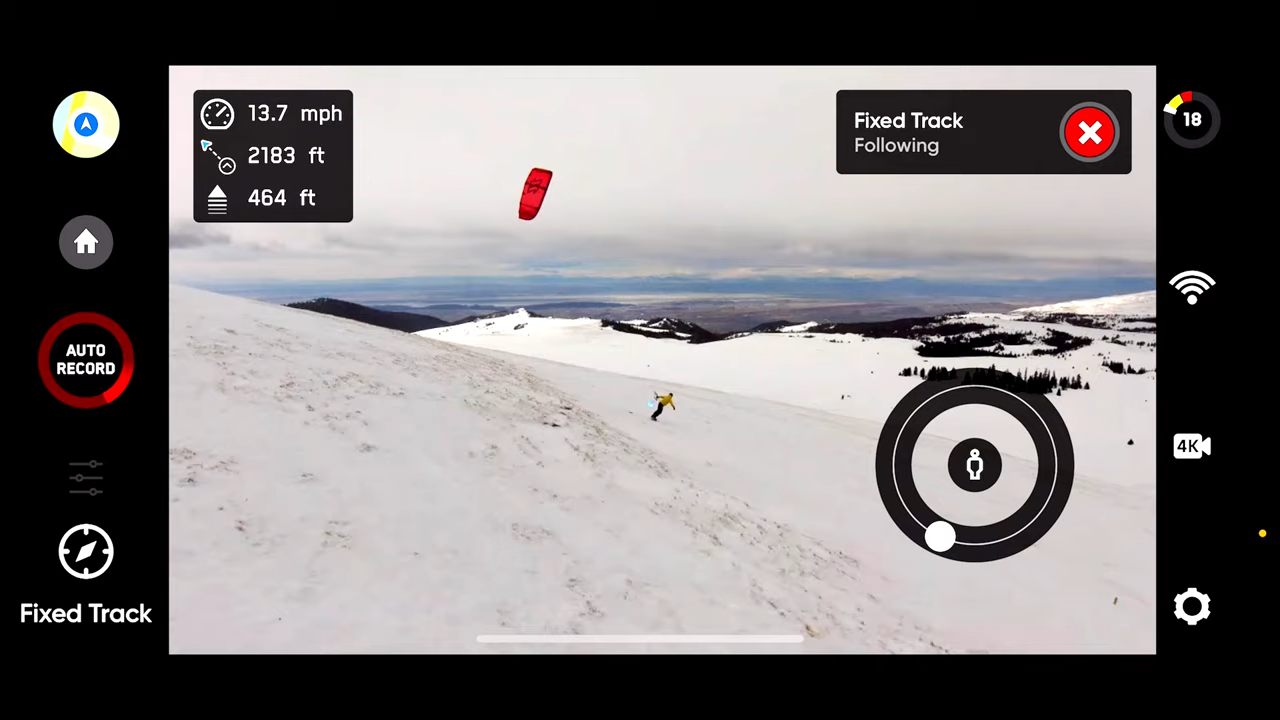 13.7 mph
2183 ft
464 ft
Fixed Track
Following
18
AUTO
RECORD
4K
Fixed Track